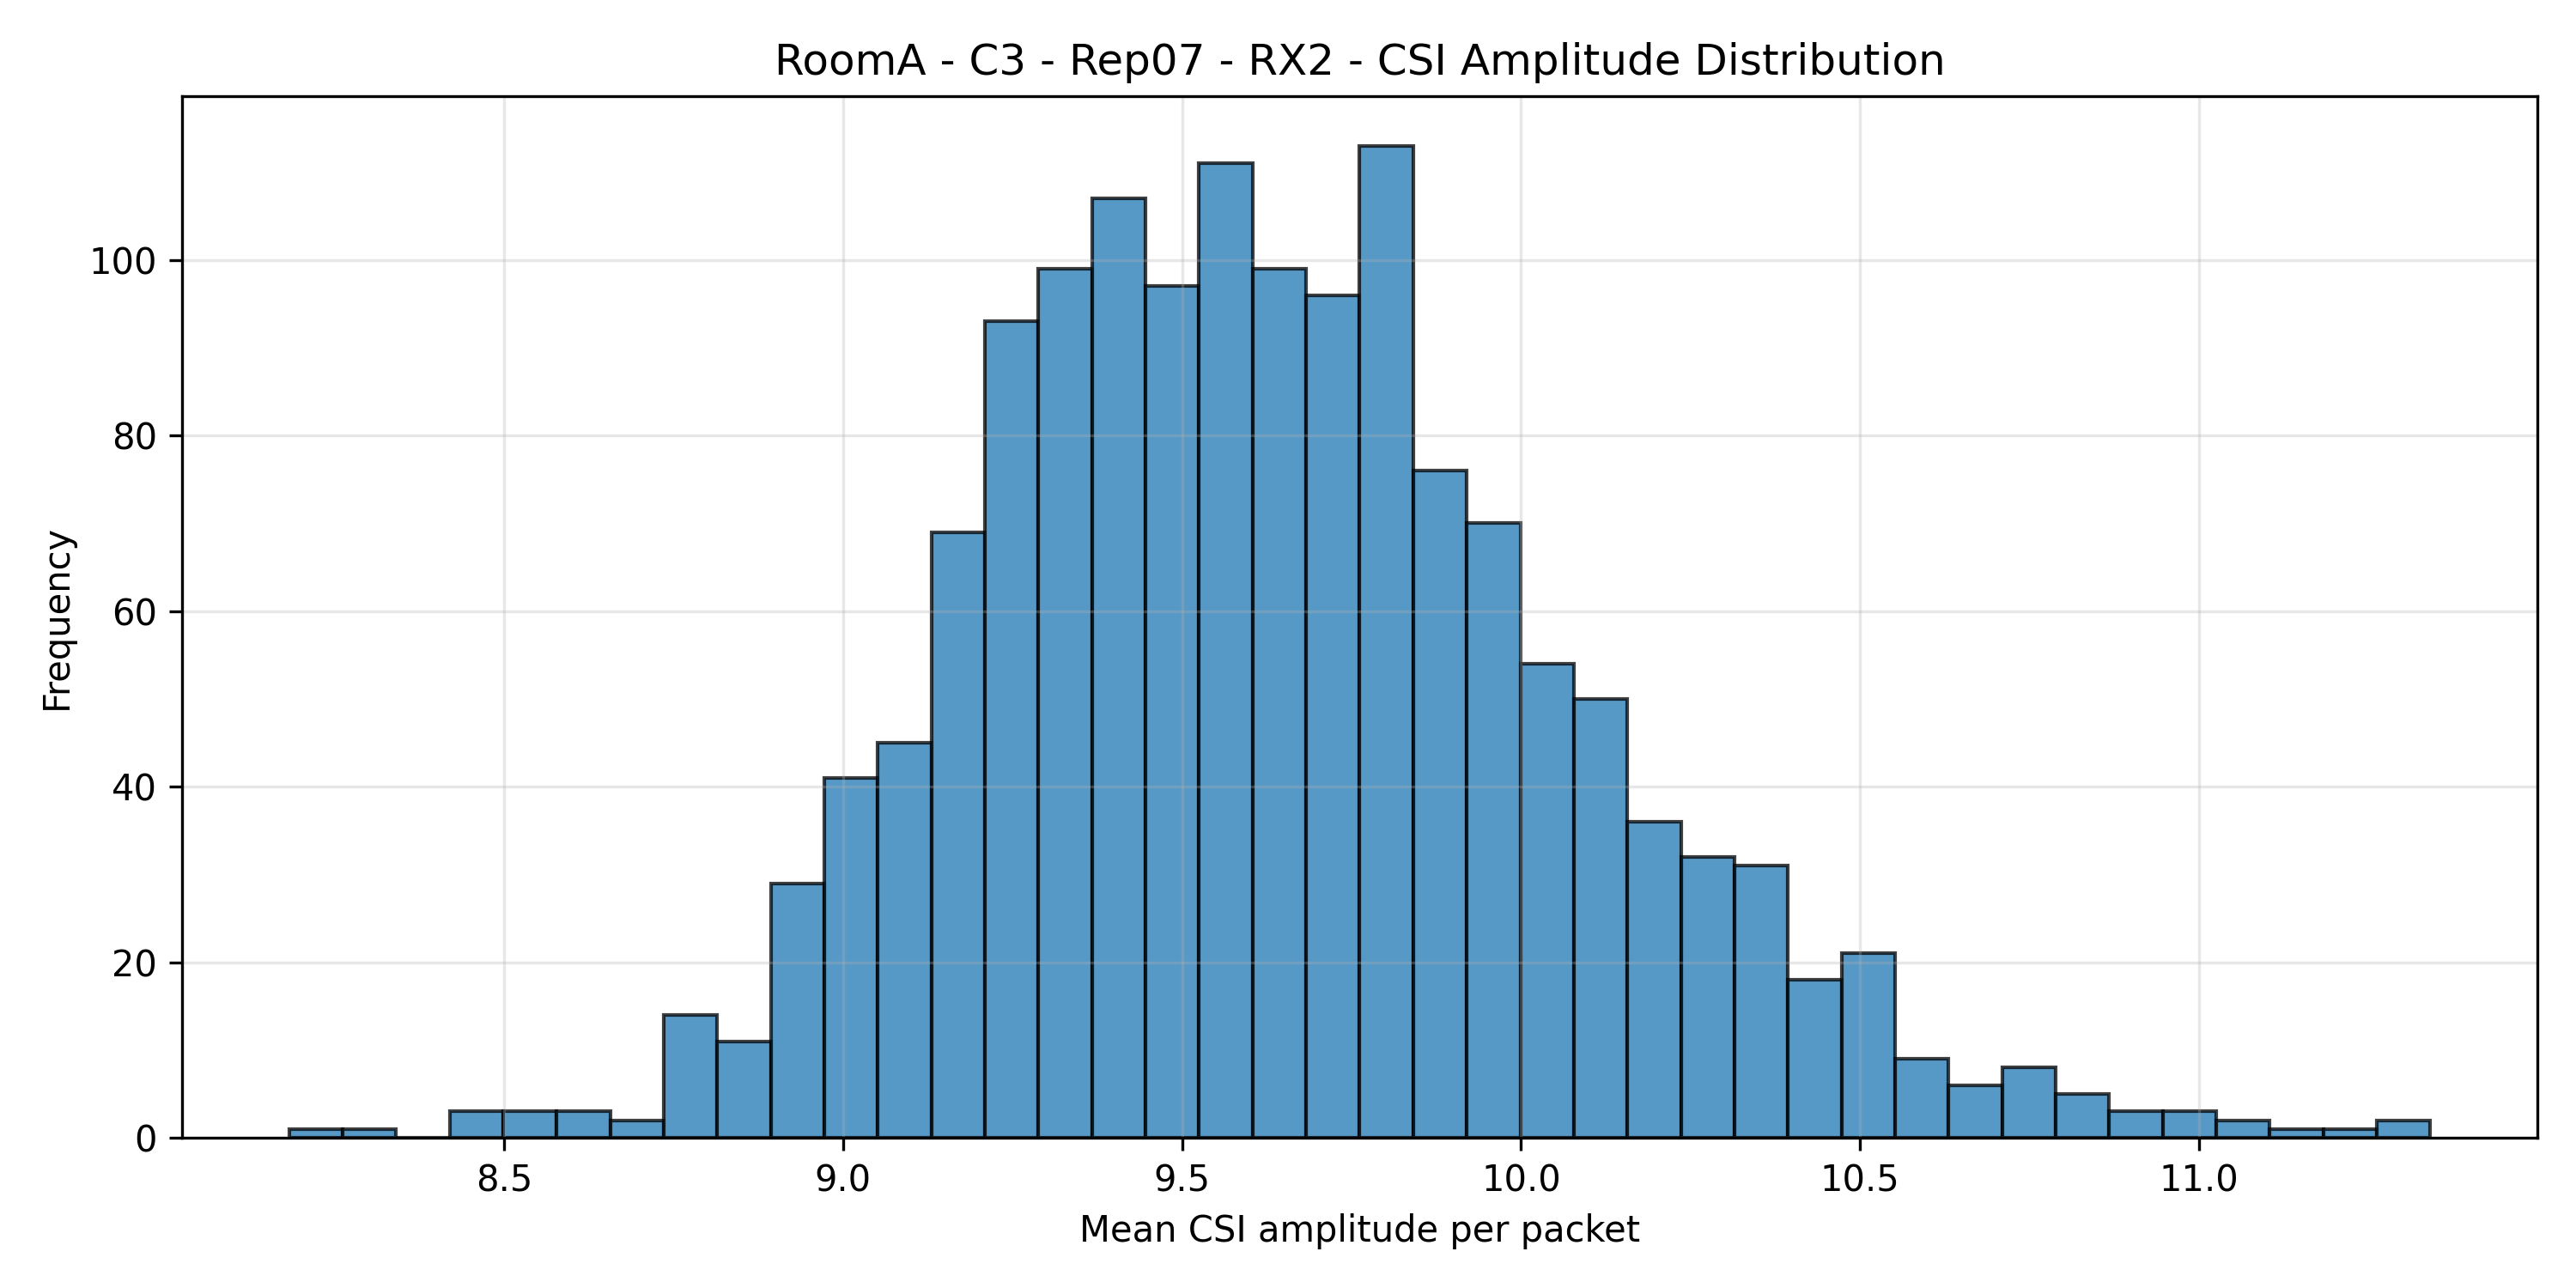 RoomA - C3 - Rep07 - RX2 - CSI Amplitude Distribution
Frequency
100
80
60
40
20
0
8.5 9.0 9.5 10.0 10.5 11.0
Mean CSI amplitude per packet